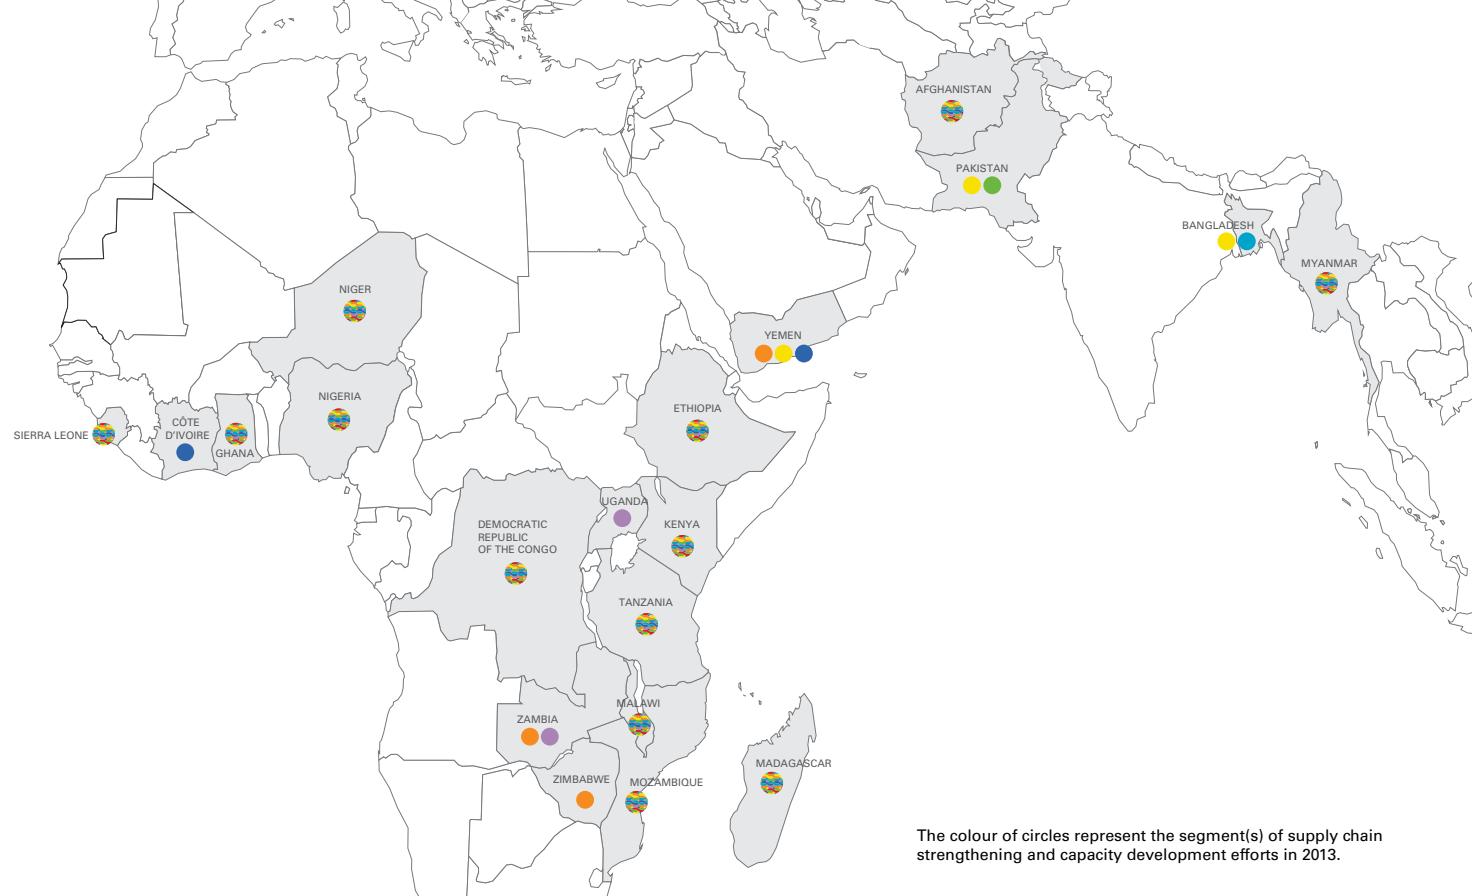 AFGHANISTAN
PAKISTAN
BANGLADESH
MYANMAR
NIGER
YEMEN
NIGERIA
ETHIOPIA
SIERRA LEONE
CÔTE
D'IVOIRE
GHANA
UGANDA
KENYA
DEMOCRATIC
REPUBLIC
OF THE CONGO
TANZANIA
MALAWI
ZAMBIA
MADAGASCAR
ZIMBABWE
MOZAMBIQUE
The colour of circles represent the segment(s) of supply chain
strengthening and capacity development efforts in 2013.